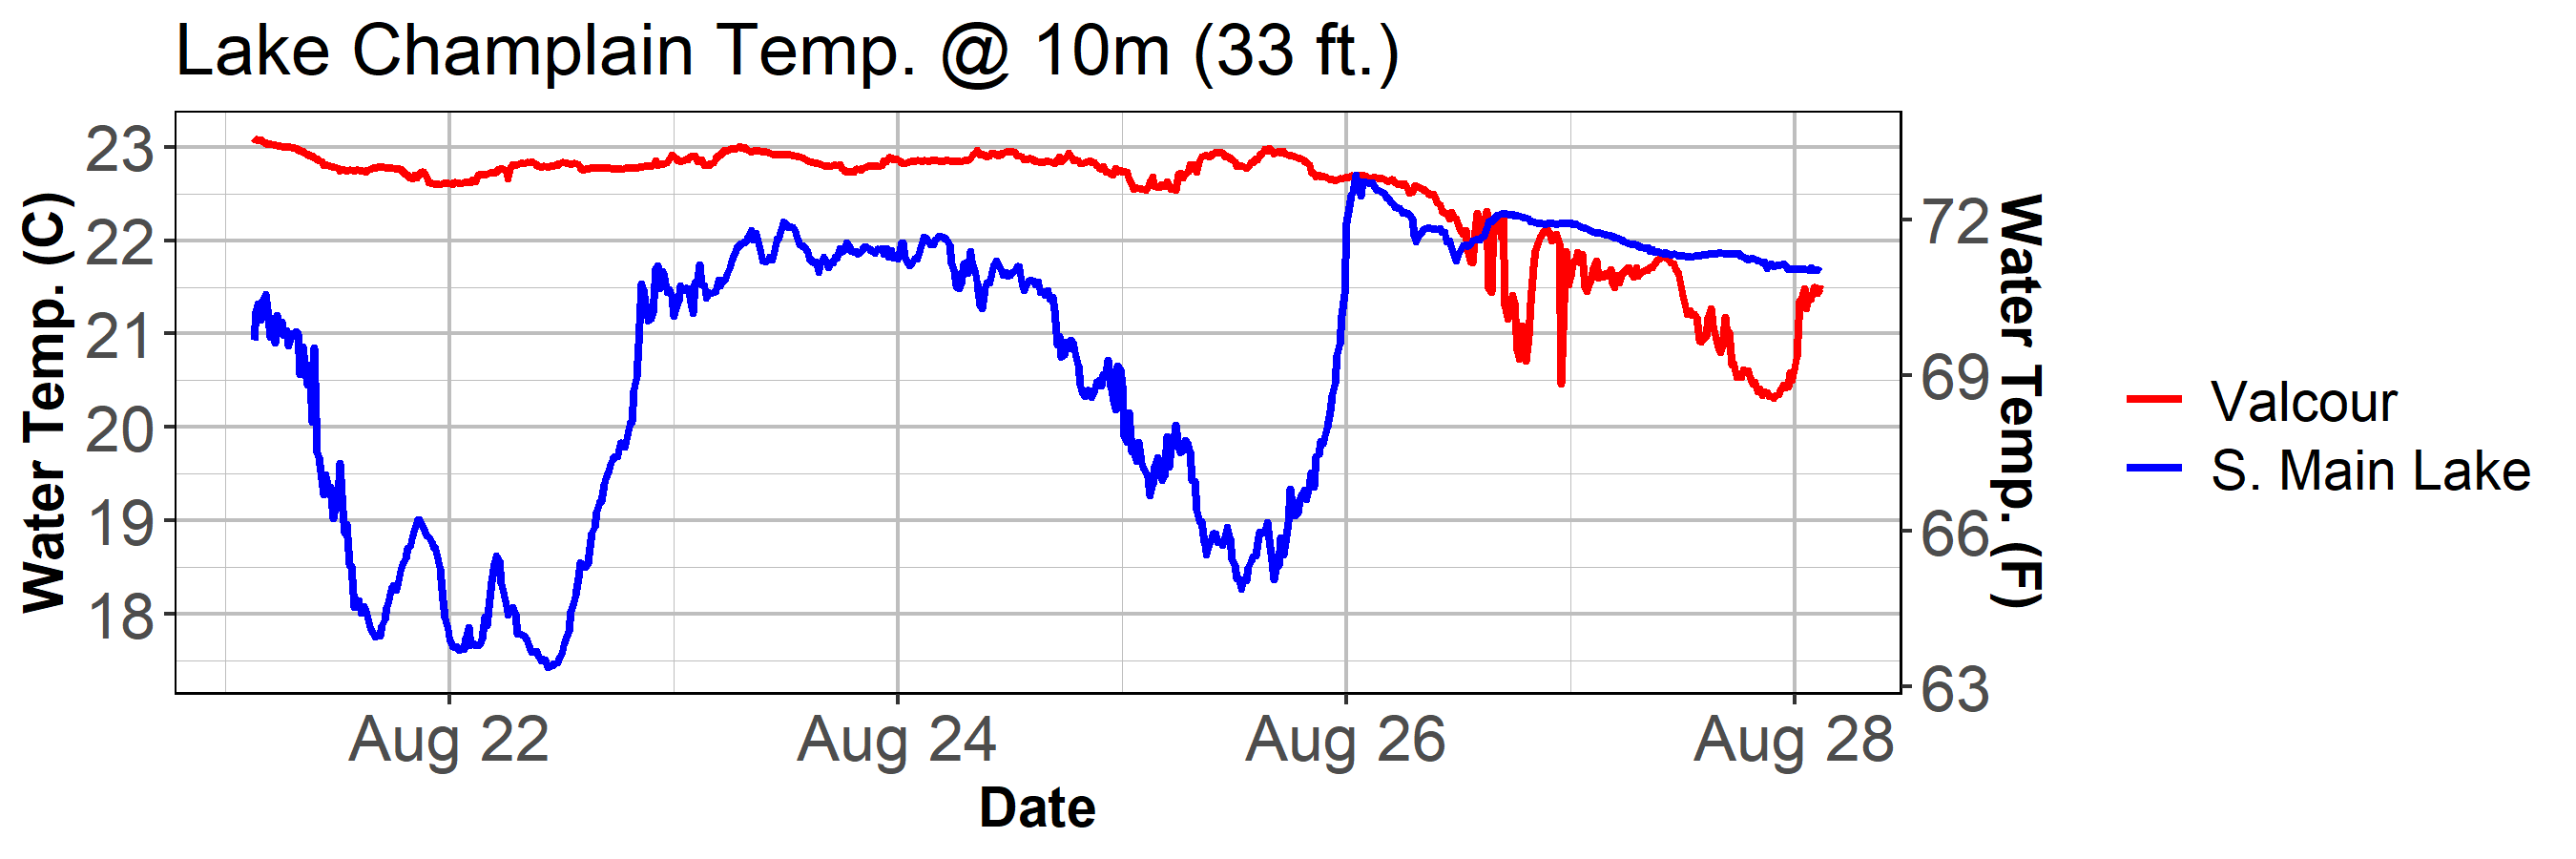 Lake Champlain Temp. @ 10m (33 ft.)
Water Temp. (C)
23
22
21
20
19
18
72
69
66
63
Water Temp. (F)
Aug 22
Aug 24
Aug 26
Aug 28
Date
Valcour
S. Main Lake